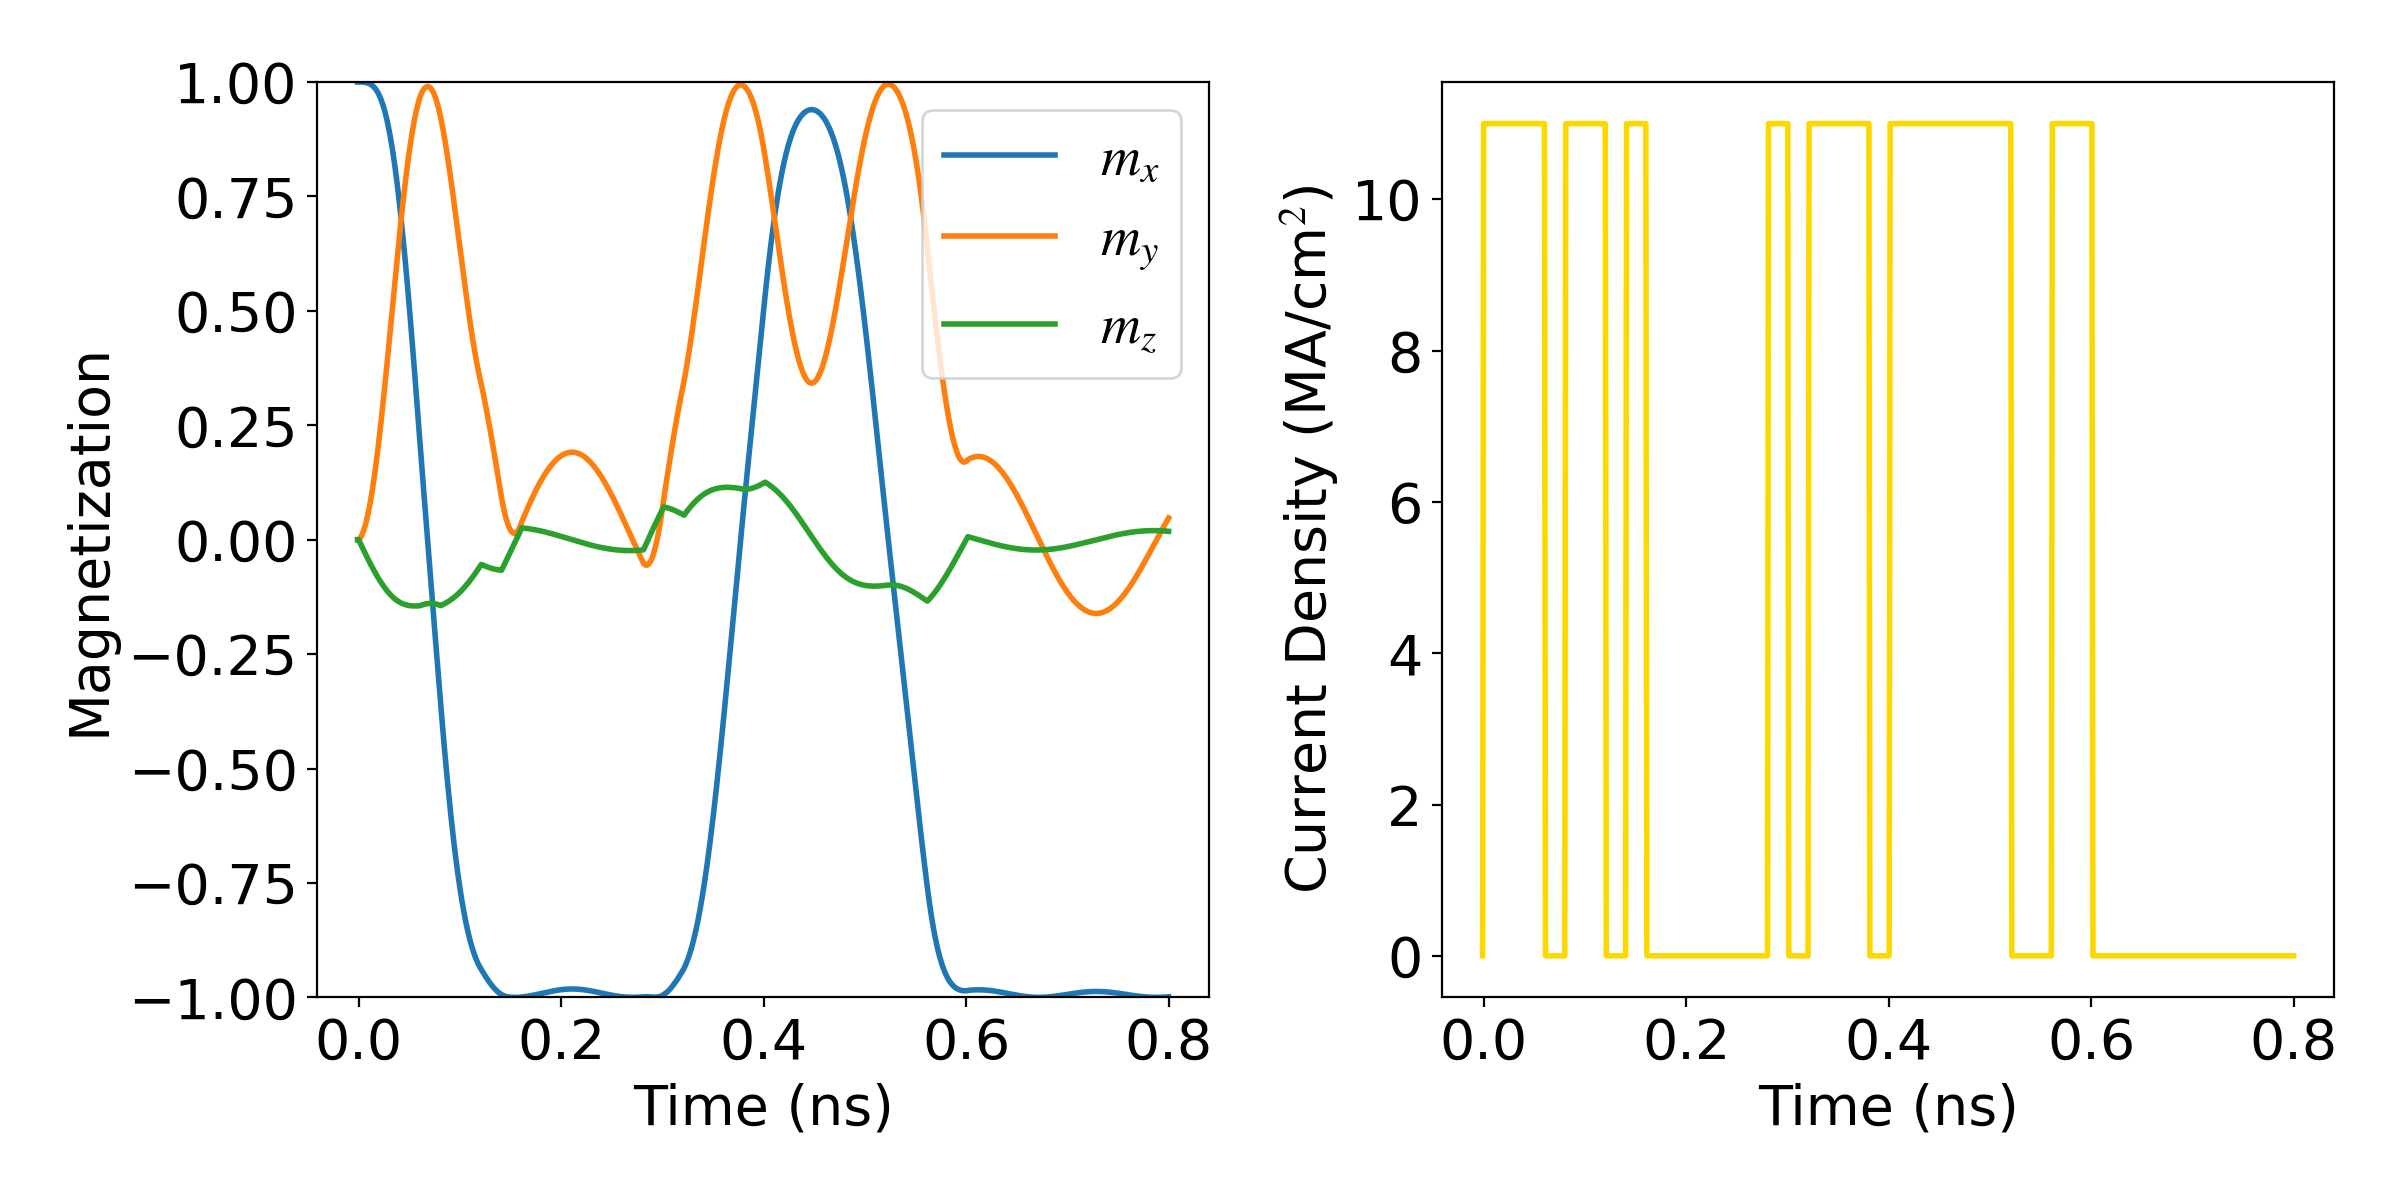 Magnetization
1.00
0.75
0.50
0.25
0.00
−0.25
−0.50
−0.75
−1.00
0.0 0.2 0.4 0.6 0.8
Time (ns)
m_x
m_y
m_z
Current Density (MA/cm²)
10
8
6
4
2
0
0.0 0.2 0.4 0.6 0.8
Time (ns)